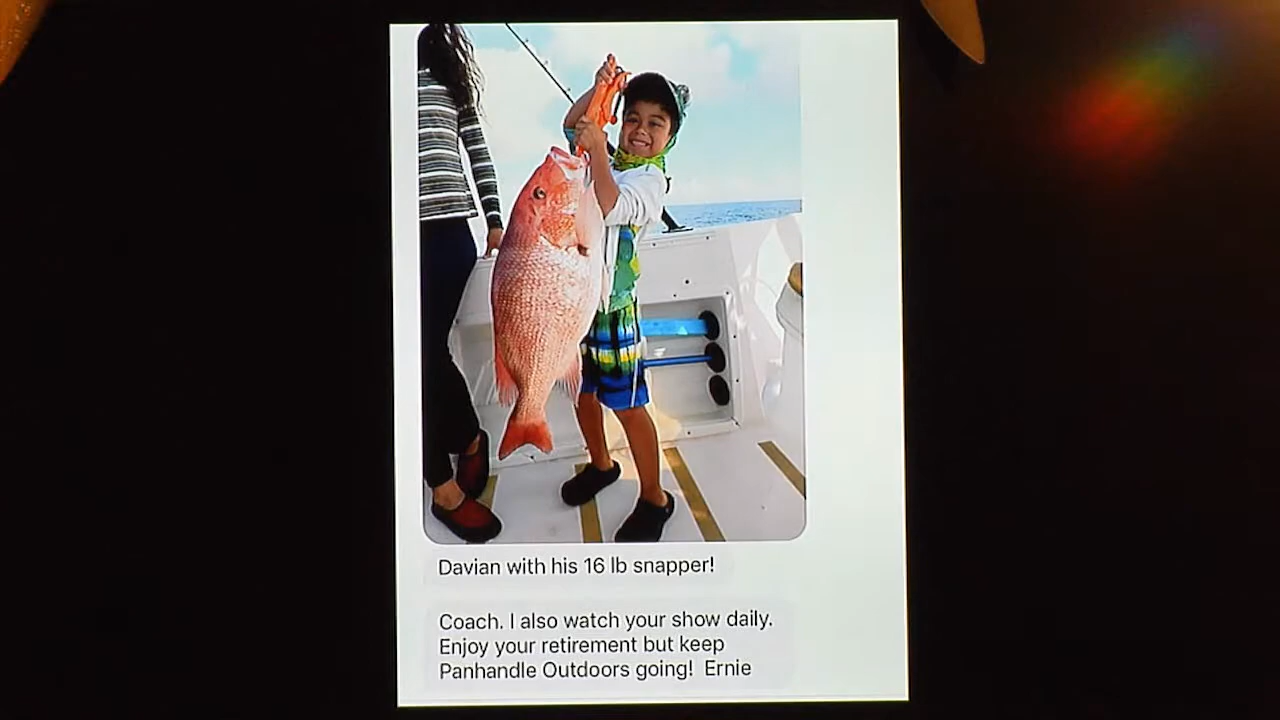 Davian with his 16 lb snapper!
Coach. I also watch your show daily.
Enjoy your retirement but keep
Panhandle Outdoors going!  Ernie